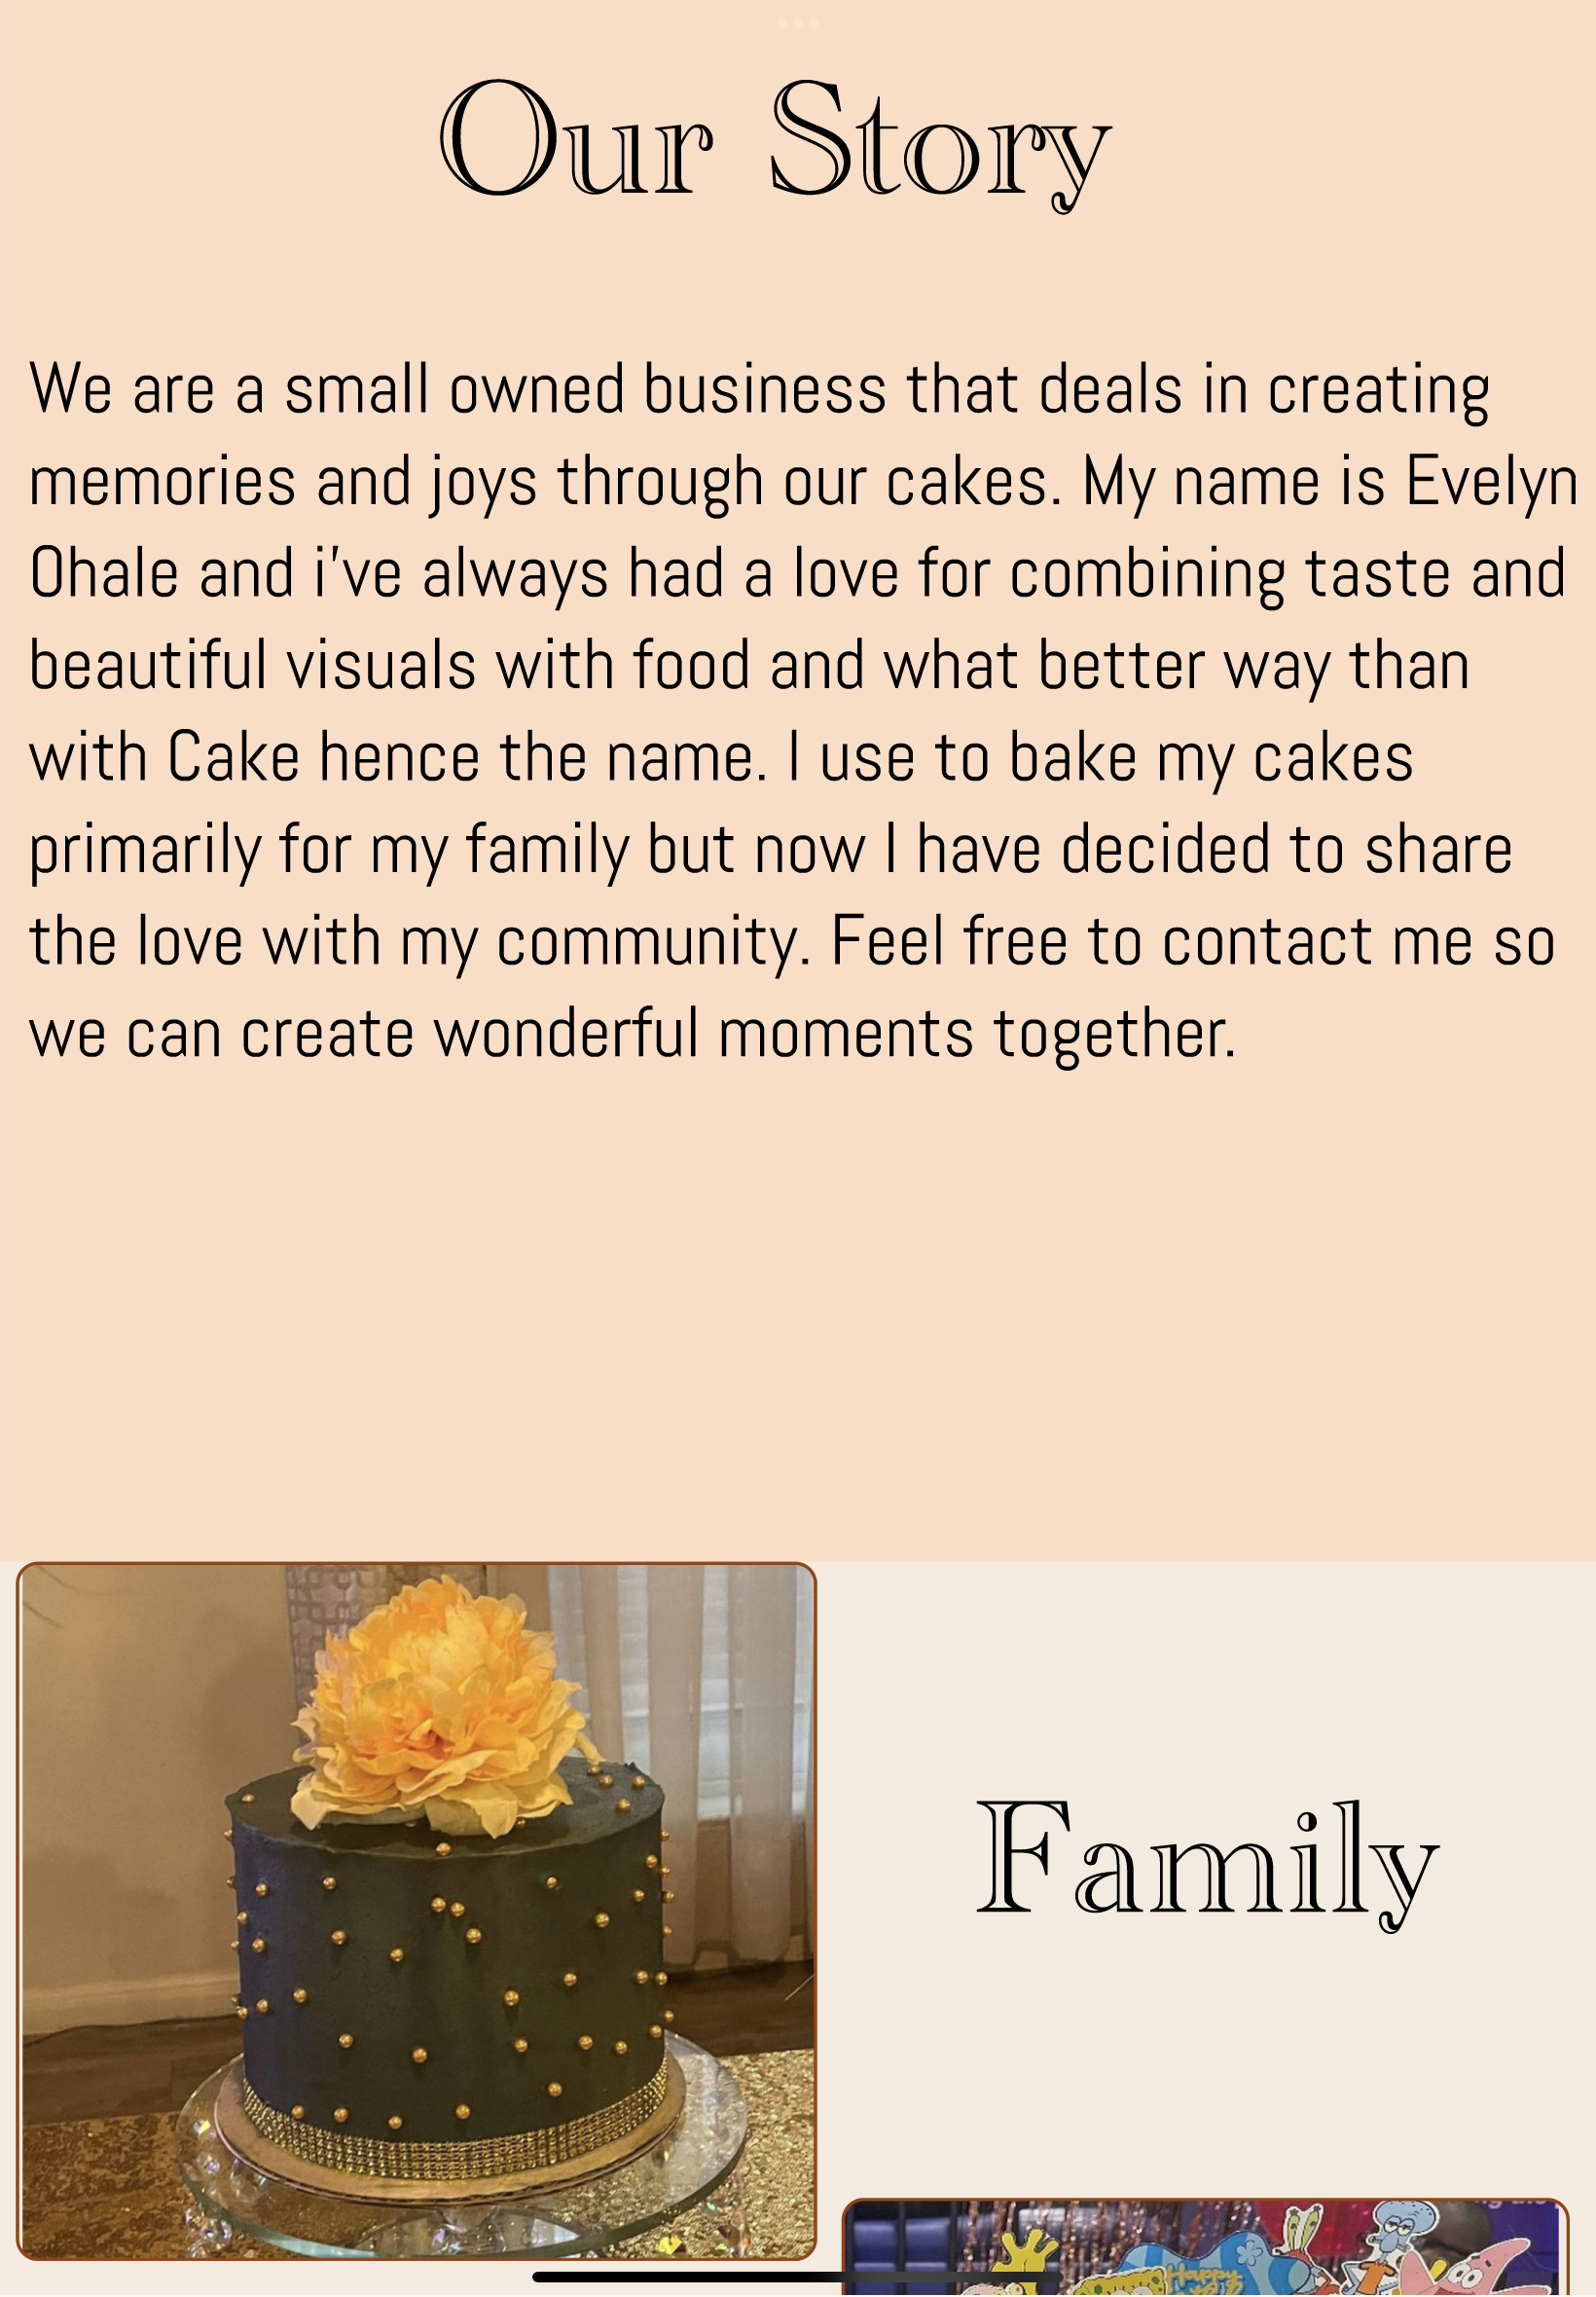 Our Story
We are a small owned business that deals in creating
memories and joys through our cakes. My name is Evelyn
Ohale and i've always had a love for combining taste and
beautiful visuals with food and what better way than
with Cake hence the name. I use to bake my cakes
primarily for my family but now I have decided to share
the love with my community. Feel free to contact me so
we can create wonderful moments together.
Family
Happy